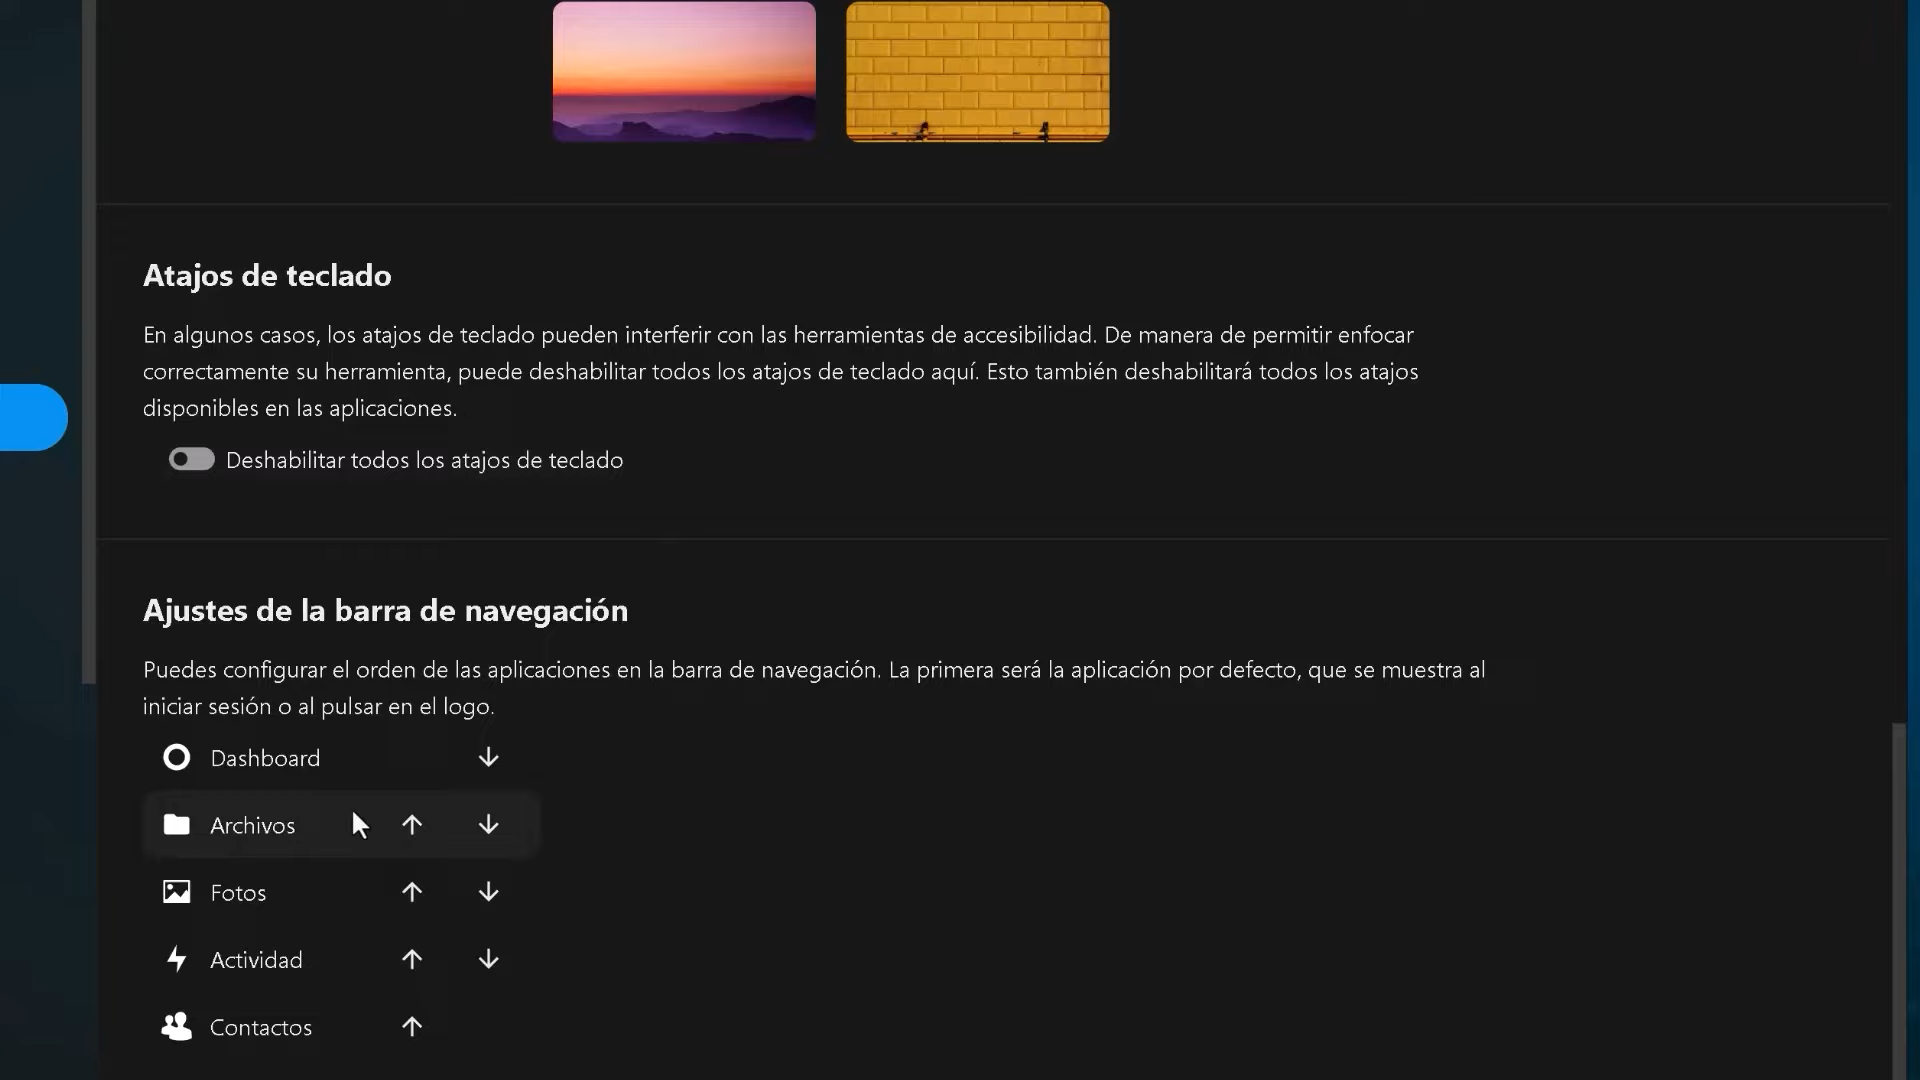 Atajos de teclado
En algunos casos, los atajos de teclado pueden interferir con las herramientas de accesibilidad. De manera de permitir enfocar
correctamente su herramienta, puede deshabilitar todos los atajos de teclado aquí. Esto también deshabilitará todos los atajos
disponibles en las aplicaciones.
Deshabilitar todos los atajos de teclado
Ajustes de la barra de navegación
Puedes configurar el orden de las aplicaciones en la barra de navegación. La primera será la aplicación por defecto, que se muestra al
iniciar sesión o al pulsar en el logo.
Dashboard
Archivos
Fotos
Actividad
Contactos